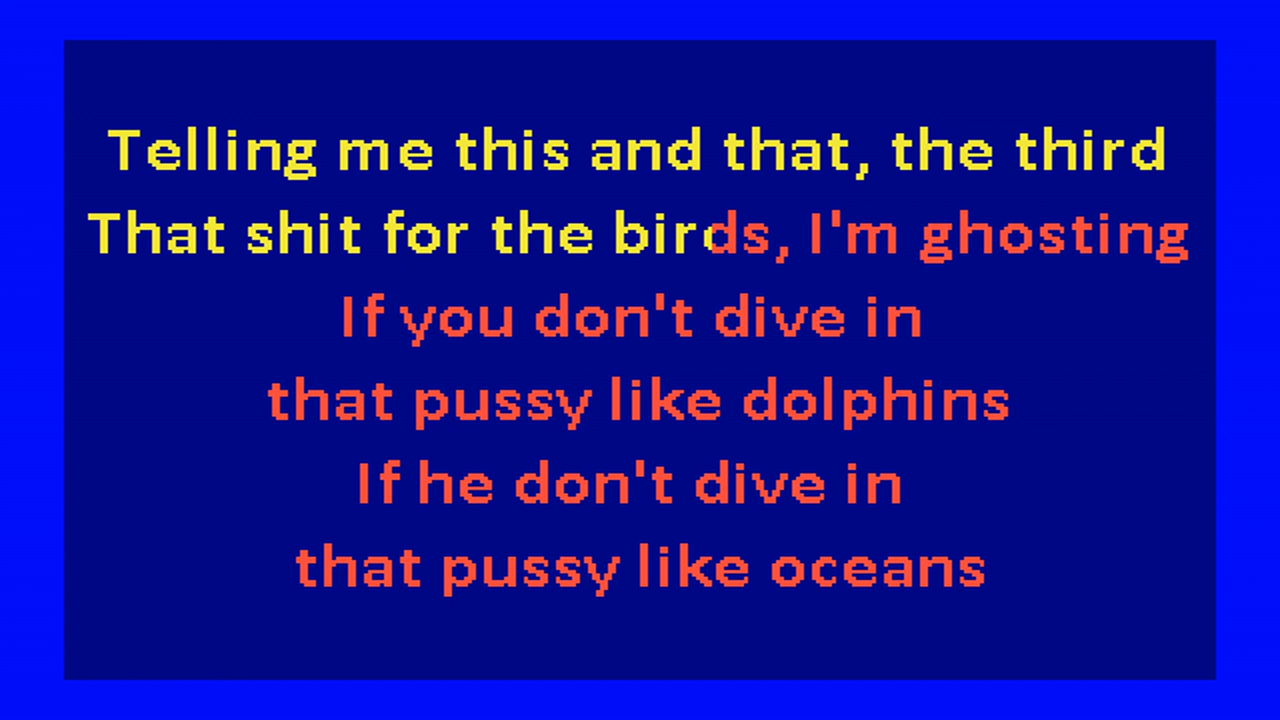 Telling me this and that, the third
That shit for the birds, I'm ghosting
If you don't dive in
that pussy like dolphins
If he don't dive in
that pussy like oceans